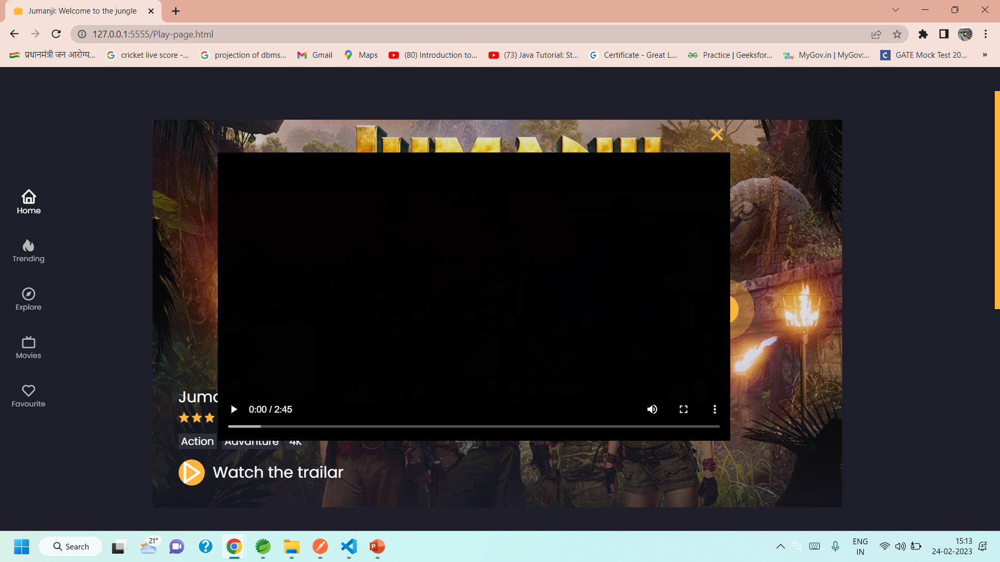 Jumanji: Welcome to the jungle
127.0.0.1:5555/Play-page.html
प्रधानमंत्री जन आरोग्य...
cricket live score -...
projection of dbms...
Gmail
Maps
(80) Introduction to...
(73) Java Tutorial: St...
Certificate - Great L...
Practice | Geeksfor...
MyGov.in | MyGov:...
GATE Mock Test 20...
»
JUMANJI
Home
Trending
Explore
Movies
Favourite
Juma
0:00 / 2:45
Action Advanture 4K
Watch the trailar
Search
21°
ENG
IN
15:13
24-02-2023